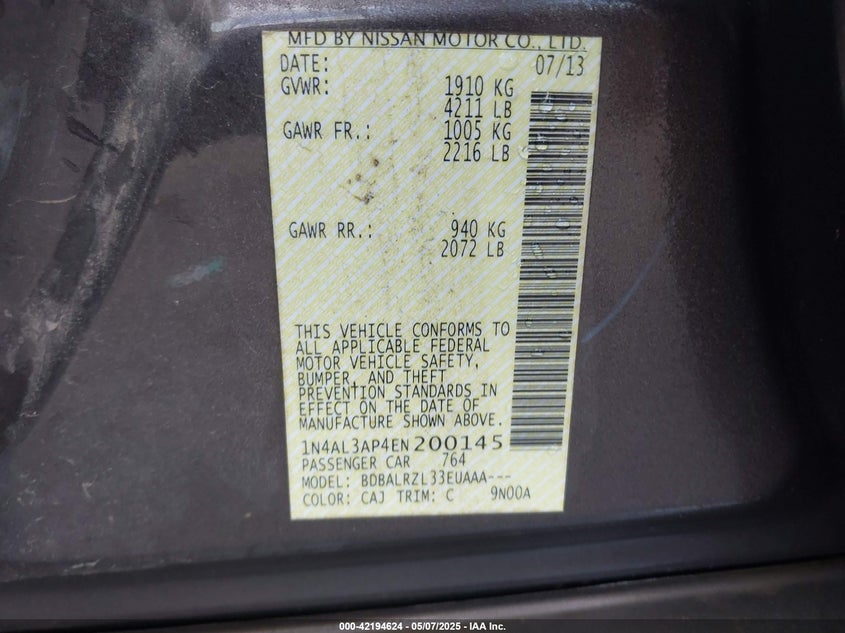 MFD BY NISSAN MOTOR CO., LTD.
DATE: 07/13
GVWR: 1910 KG
4211 LB
GAWR FR.: 1005 KG
2216 LB
GAWR RR.: 940 KG
2072 LB
THIS VEHICLE CONFORMS TO
ALL APPLICABLE FEDERAL
MOTOR VEHICLE SAFETY,
BUMPER, AND THEFT
PREVENTION STANDARDS IN
EFFECT ON THE DATE OF
MANUFACTURE SHOWN ABOVE.
1N4AL3AP4EN200145
PASSENGER CAR 764
MODEL: BDBALRZL33EUAAA---
COLOR: CAJ TRIM: C 9N00A
000-42194624 | 05/07/2025 - IAA Inc.